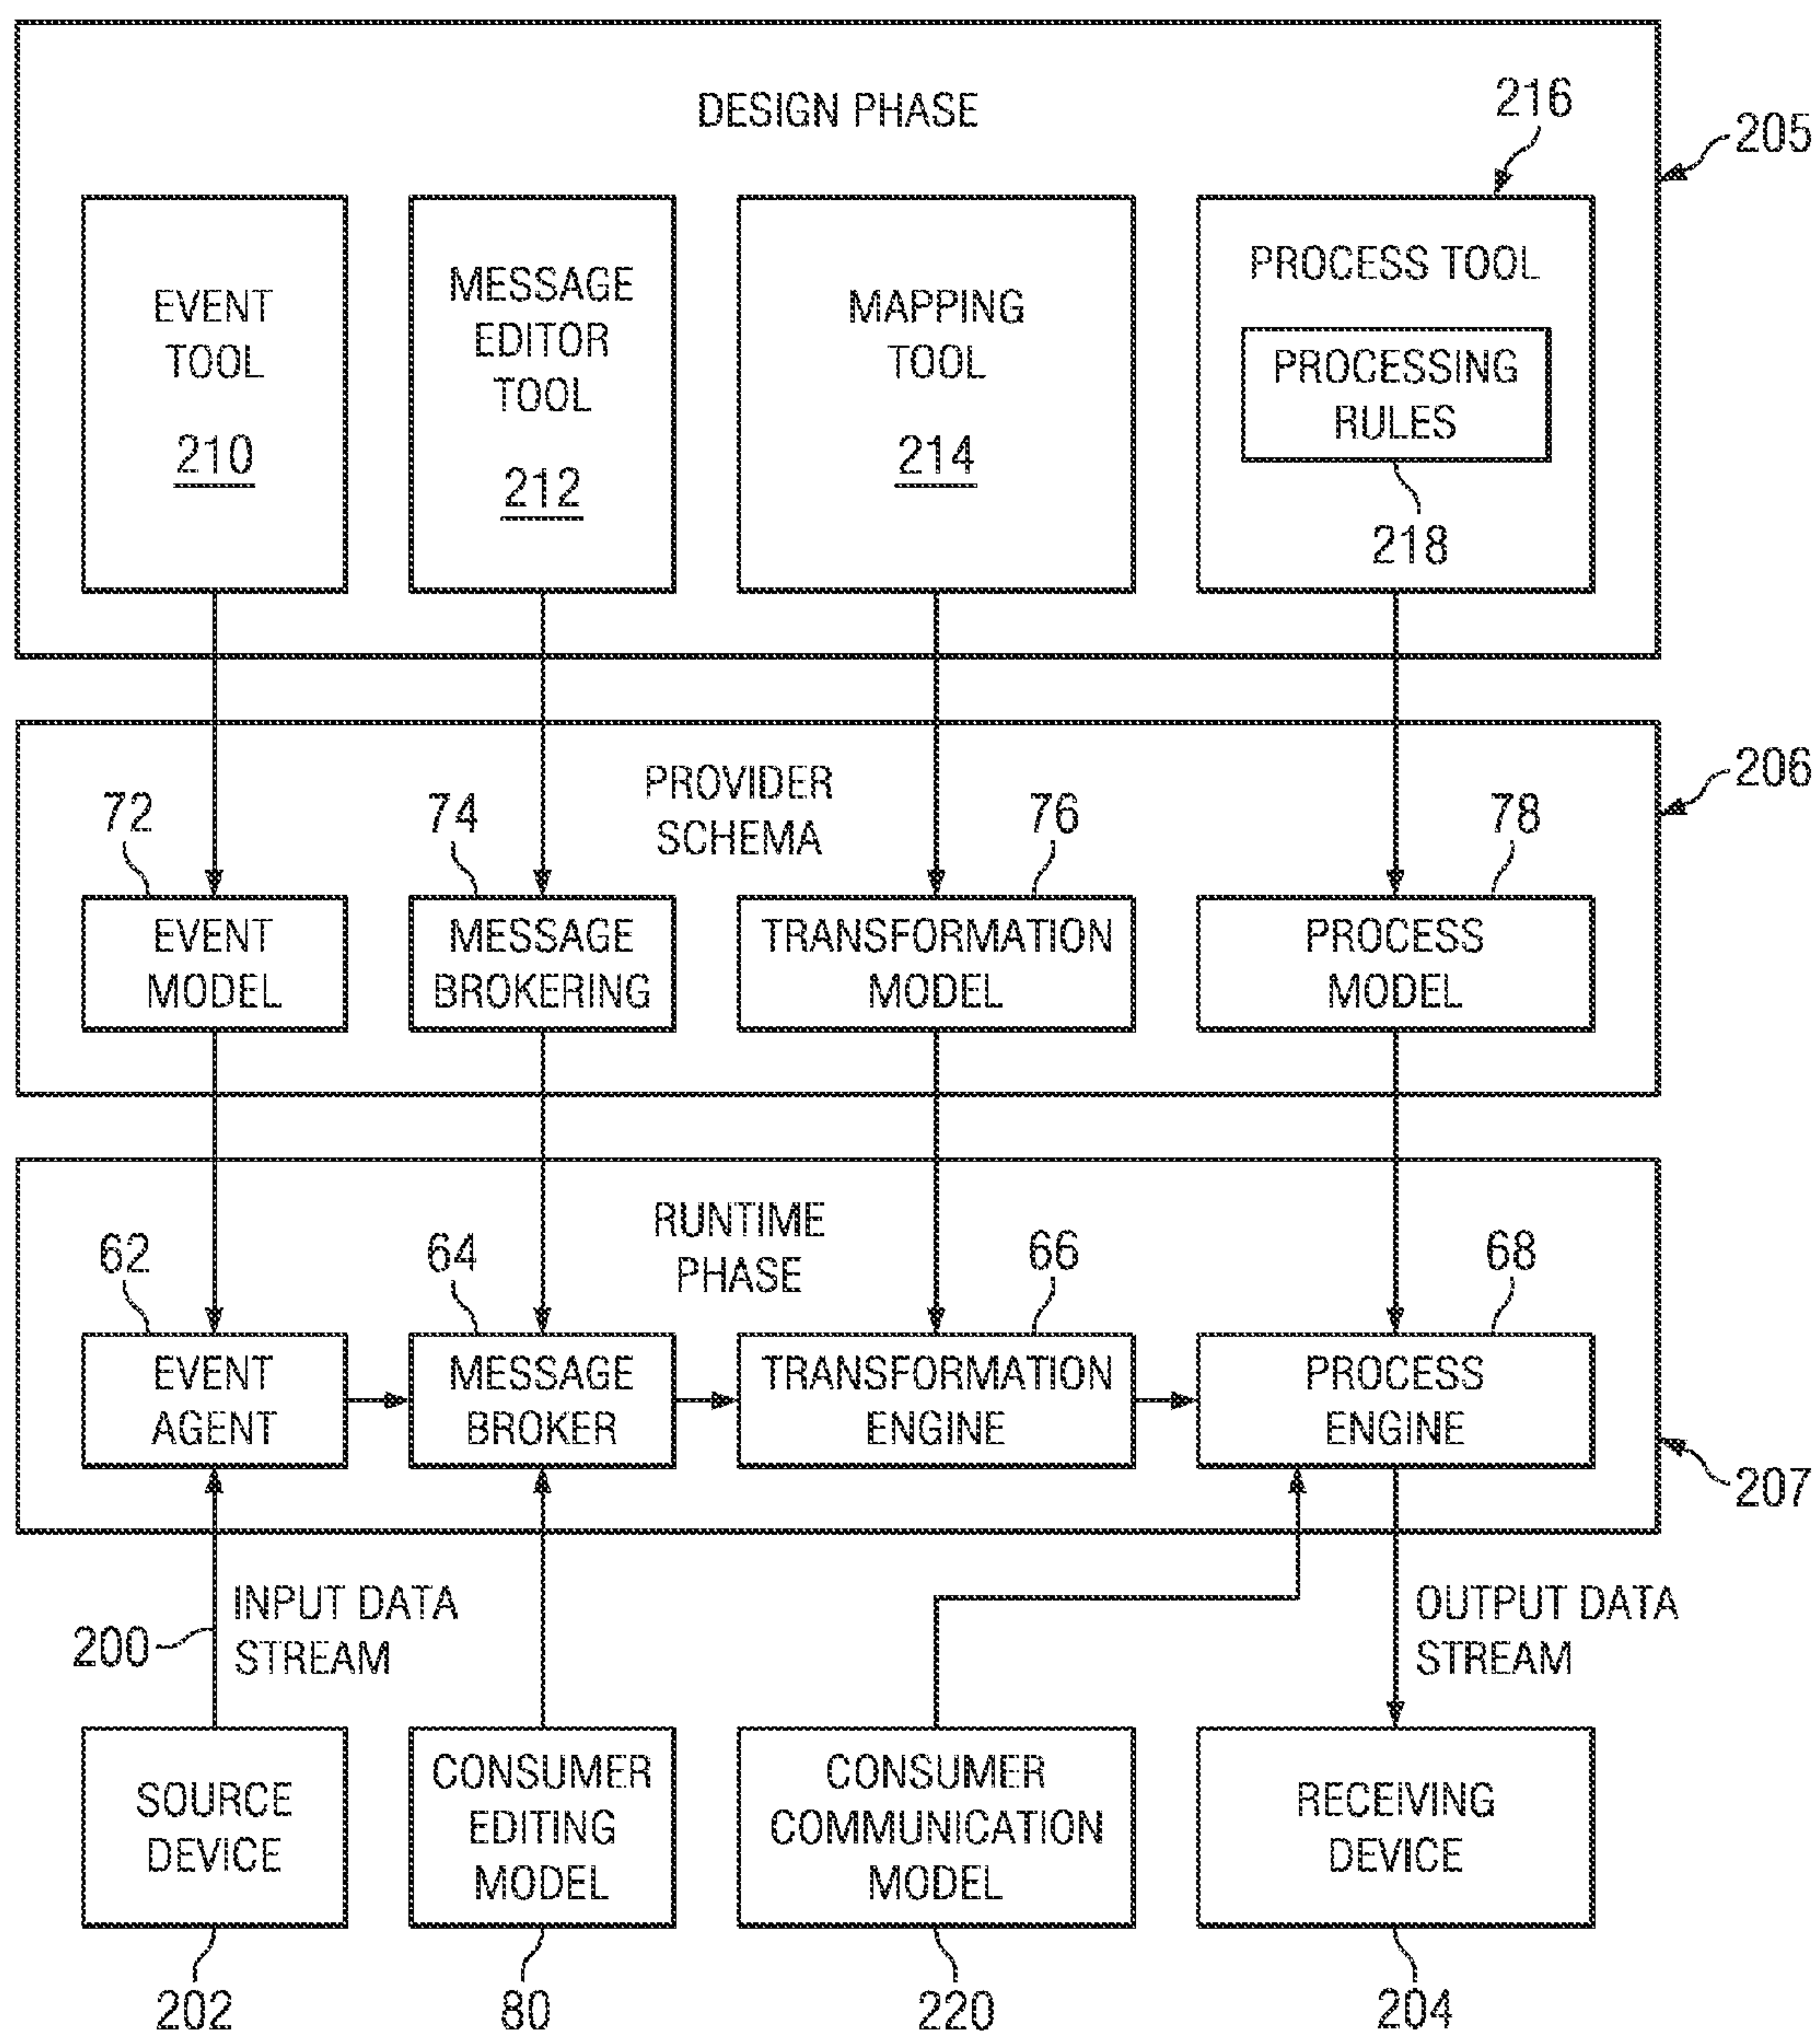 DESIGN PHASE
216
205
EVENT
TOOL
210
MESSAGE
EDITOR
TOOL
212
MAPPING
TOOL
214
PROCESS TOOL
PROCESSING
RULES
218
PROVIDER
SCHEMA
206
72
74
76
78
EVENT
MODEL
MESSAGE
BROKERING
TRANSFORMATION
MODEL
PROCESS
MODEL
RUNTIME
PHASE
62
64
66
68
EVENT
AGENT
MESSAGE
BROKER
TRANSFORMATION
ENGINE
PROCESS
ENGINE
207
200
INPUT DATA
STREAM
OUTPUT DATA
STREAM
SOURCE
DEVICE
CONSUMER
EDITING
MODEL
CONSUMER
COMMUNICATION
MODEL
RECEIVING
DEVICE
202
80
220
204